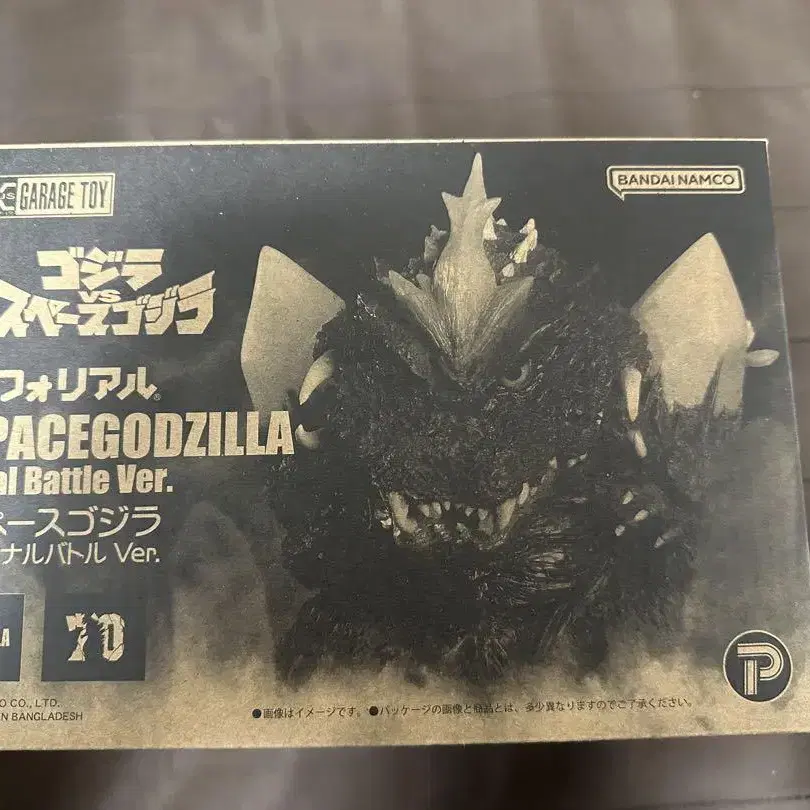 GARAGE TOY
BANDAI NAMCO
ゴジラ
VS
スペースゴジラ
フォリアル®
PACEGODZILLA
al Battle Ver.
ペースゴジラ
ナルバトル Ver.
70
O CO., LTD.
N BANGLADESH
●画像はイメージです。●パッケージの画像と商品とは、多少異なりますのでご了承ください。